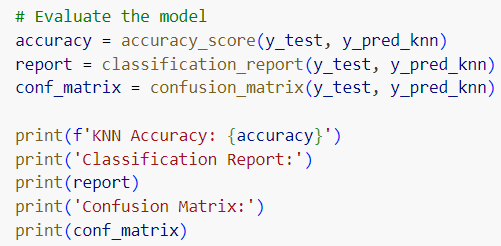 # Evaluate the model
accuracy = accuracy_score(y_test, y_pred_knn)
report = classification_report(y_test, y_pred_knn)
conf_matrix = confusion_matrix(y_test, y_pred_knn)

print(f'KNN Accuracy: {accuracy}')
print('Classification Report:')
print(report)
print('Confusion Matrix:')
print(conf_matrix)